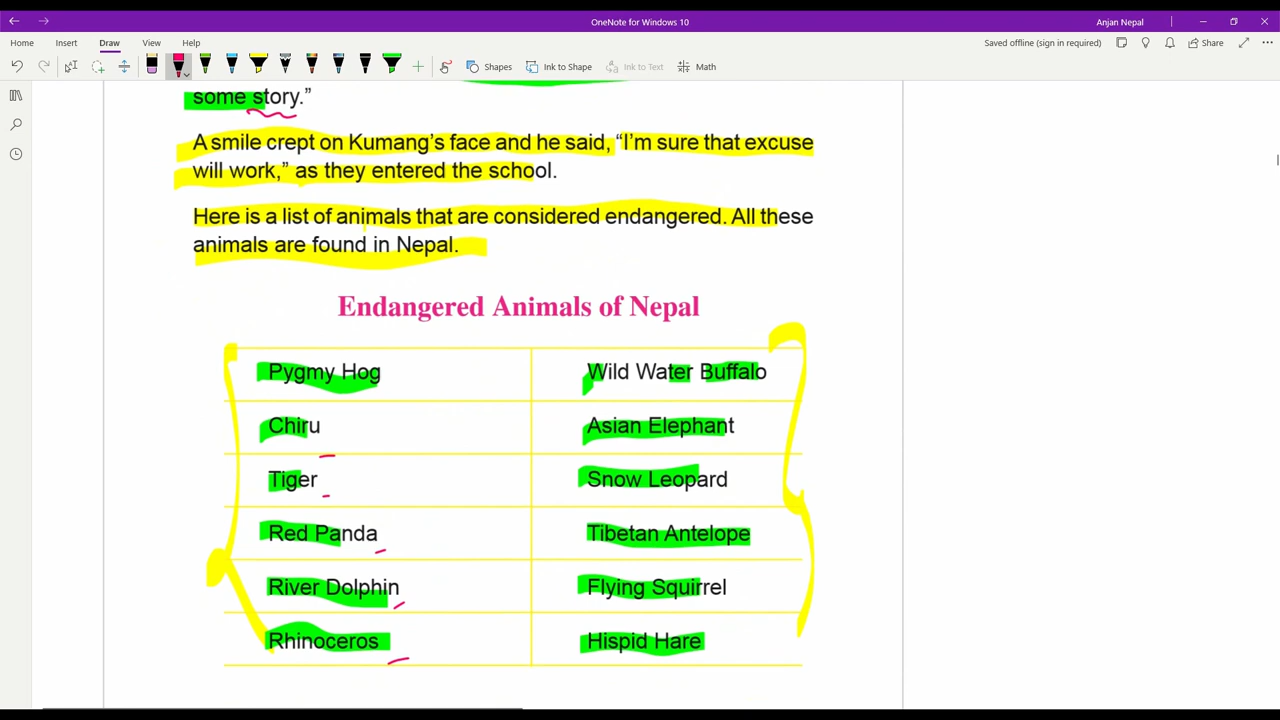 OneNote for Windows 10
Anjan Nepal
Home Insert Draw View Help
Saved offline (sign in required)
Share
Shapes
Ink to Shape
Ink to Text
Math
some story.”
A smile crept on Kumang’s face and he said, “I’m sure that excuse
will work,” as they entered the school.
Here is a list of animals that are considered endangered. All these
animals are found in Nepal.
Endangered Animals of Nepal
Pygmy Hog Wild Water Buffalo
Chiru Asian Elephant
Tiger Snow Leopard
Red Panda Tibetan Antelope
River Dolphin Flying Squirrel
Rhinoceros Hispid Hare